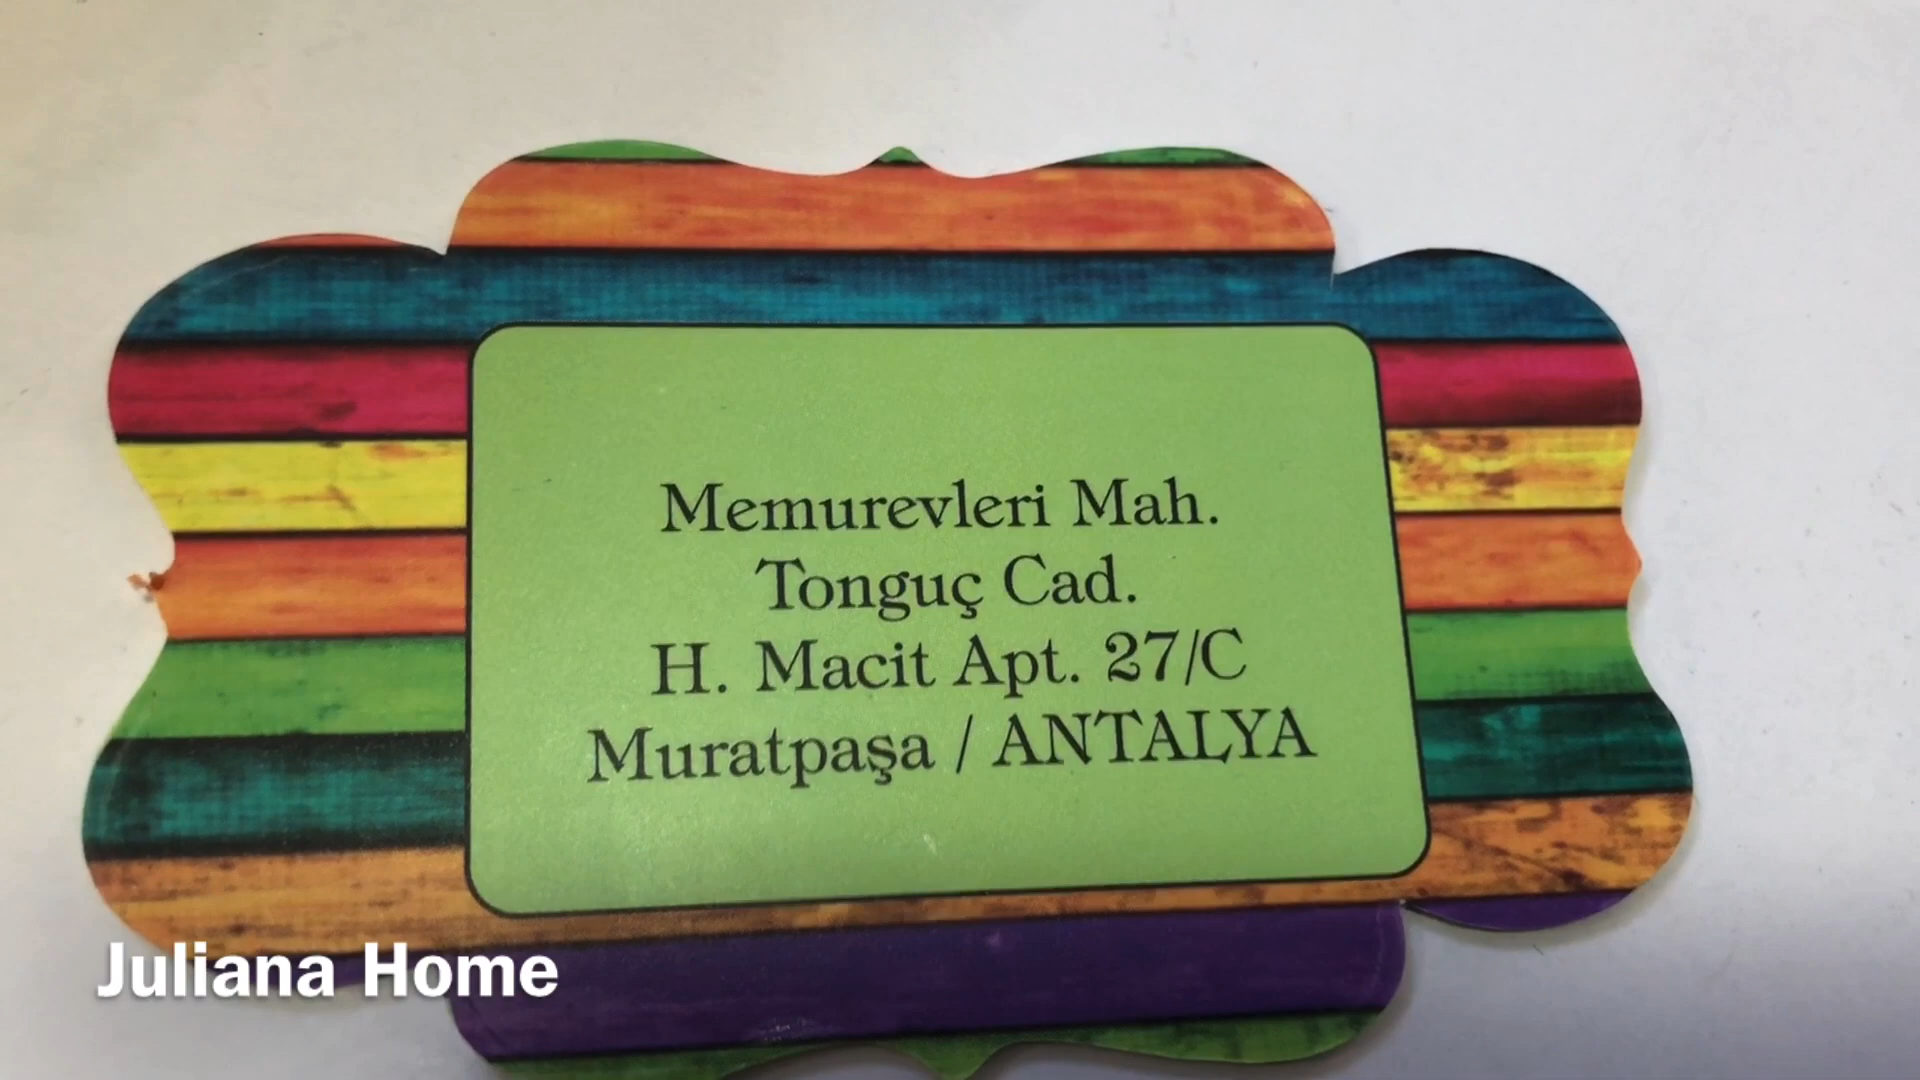 Memurevleri Mah.
Tonguç Cad.
H. Macit Apt. 27/C
Muratpaşa / ANTALYA
Juliana Home